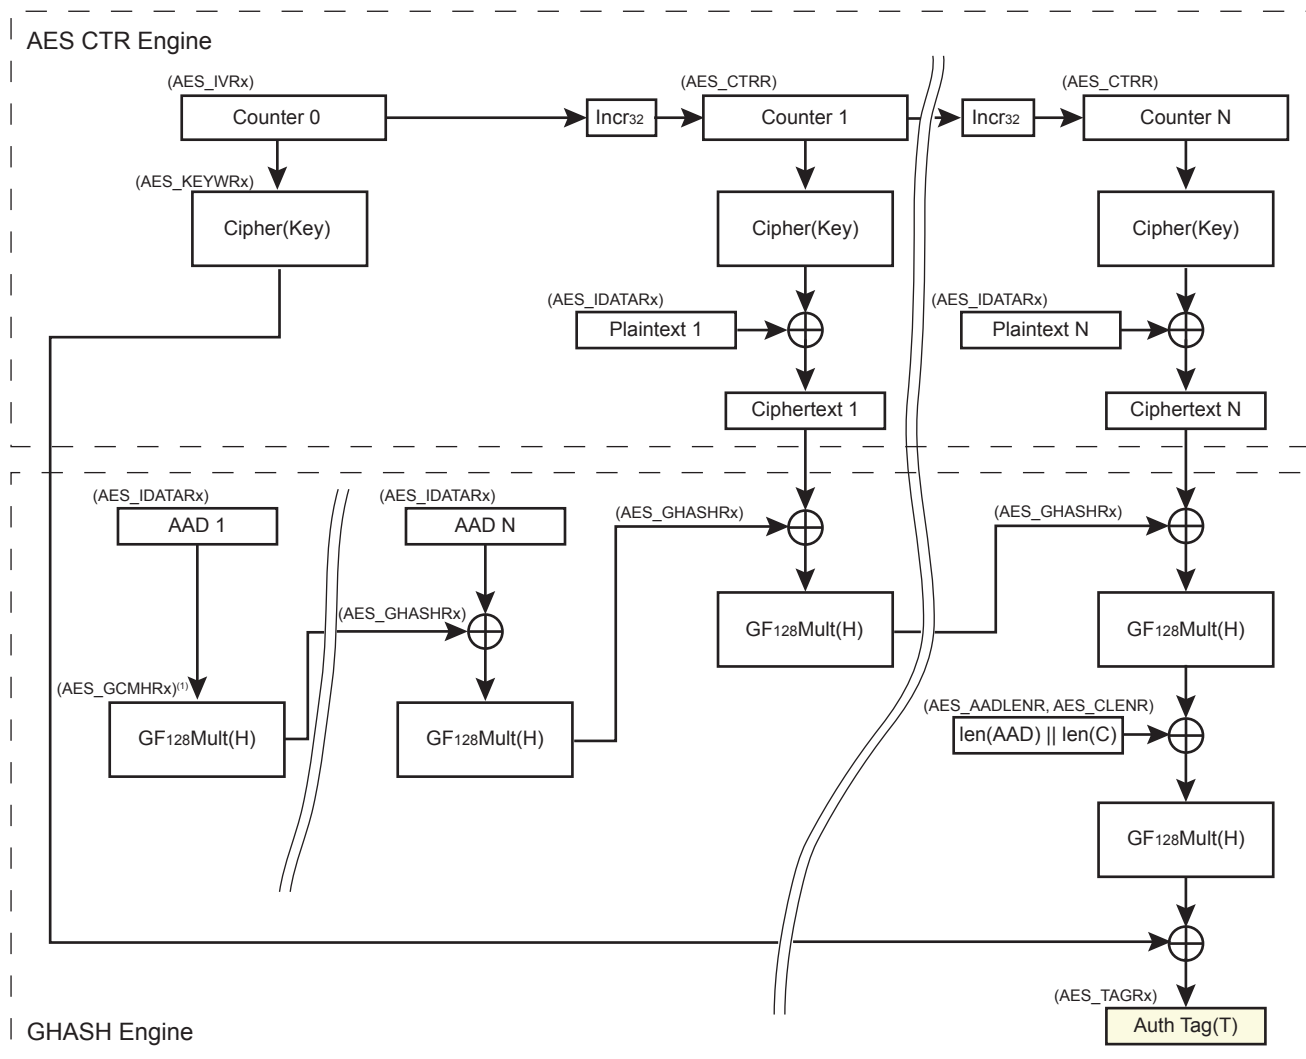 AES CTR Engine
(AES_IVRx)
(AES_CTRR)
(AES_CTRR)
Counter 0
Incr32
Counter 1
Incr32
Counter N
(AES_KEYWRx)
Cipher(Key)
Cipher(Key)
Cipher(Key)
(AES_IDATARx)
(AES_IDATARx)
Plaintext 1
Plaintext N
Ciphertext 1
Ciphertext N
(AES_IDATARx)
(AES_IDATARx)
AAD 1
AAD N
(AES_GHASHRx)
(AES_GHASHRx)
(AES_GHASHRx)
GF128Mult(H)
GF128Mult(H)
(AES_GCMHRx)(1)
(AES_AADLENR, AES_CLENR)
GF128Mult(H)
GF128Mult(H)
len(AAD) || len(C)
GF128Mult(H)
(AES_TAGRx)
Auth Tag(T)
GHASH Engine